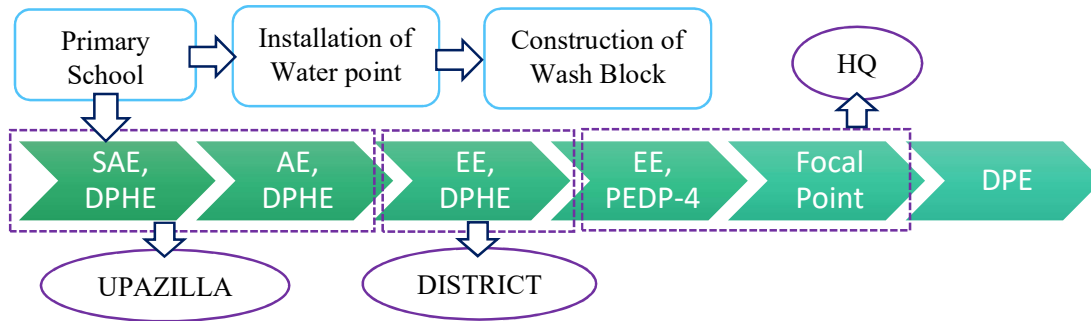 Primary
School
Installation of
Water point
Construction of
Wash Block
HQ
SAE,
DPHE
AE,
DPHE
EE,
DPHE
EE,
PEDP-4
Focal
Point
DPE
UPAZILLA
DISTRICT